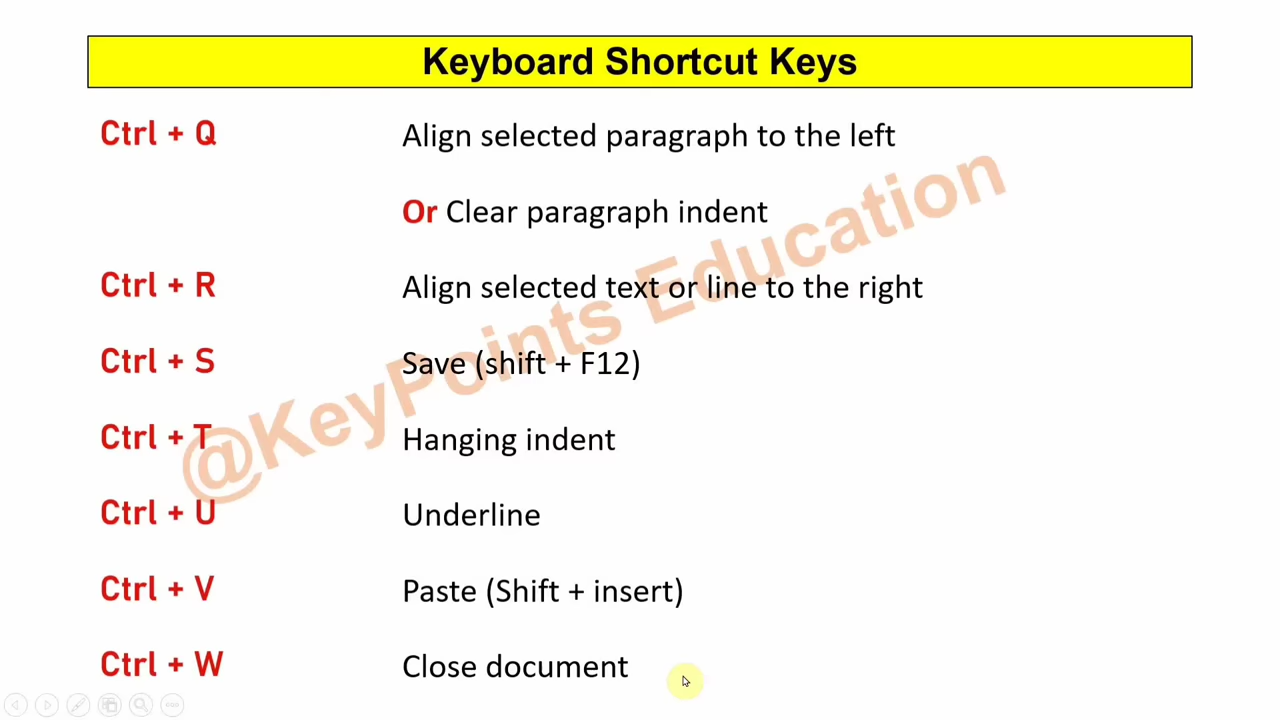 Keyboard Shortcut Keys
Ctrl + Q Align selected paragraph to the left
Or Clear paragraph indent
Ctrl + R Align selected text or line to the right
Ctrl + S Save (shift + F12)
Ctrl + T Hanging indent
Ctrl + U Underline
Ctrl + V Paste (Shift + insert)
Ctrl + W Close document
@KeyPoints Education